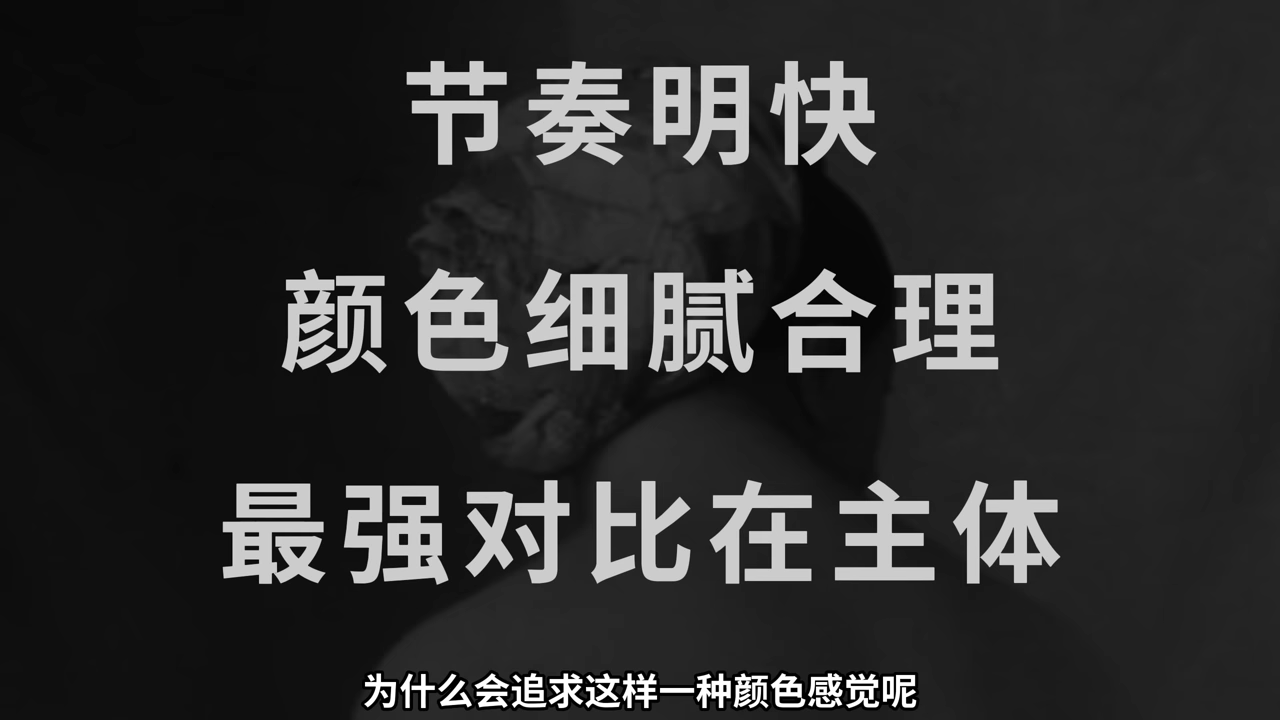 节奏明快
颜色细腻合理
最强对比在主体
为什么会追求这样一种颜色感觉呢